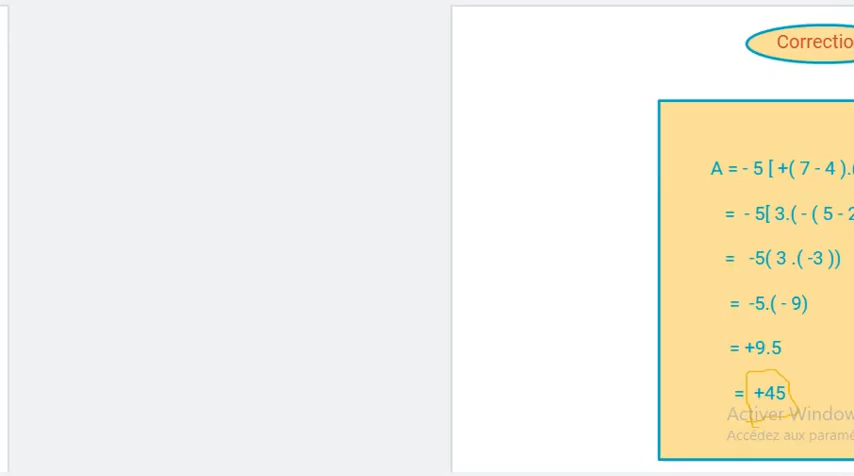 Correctio
A = - 5 [ +( 7 - 4 ).(
= - 5[ 3.( - ( 5 - 2
= -5( 3 .( -3 ))
= -5.( - 9)
= +9.5
= +45
Activer Window
Accédez aux paramè